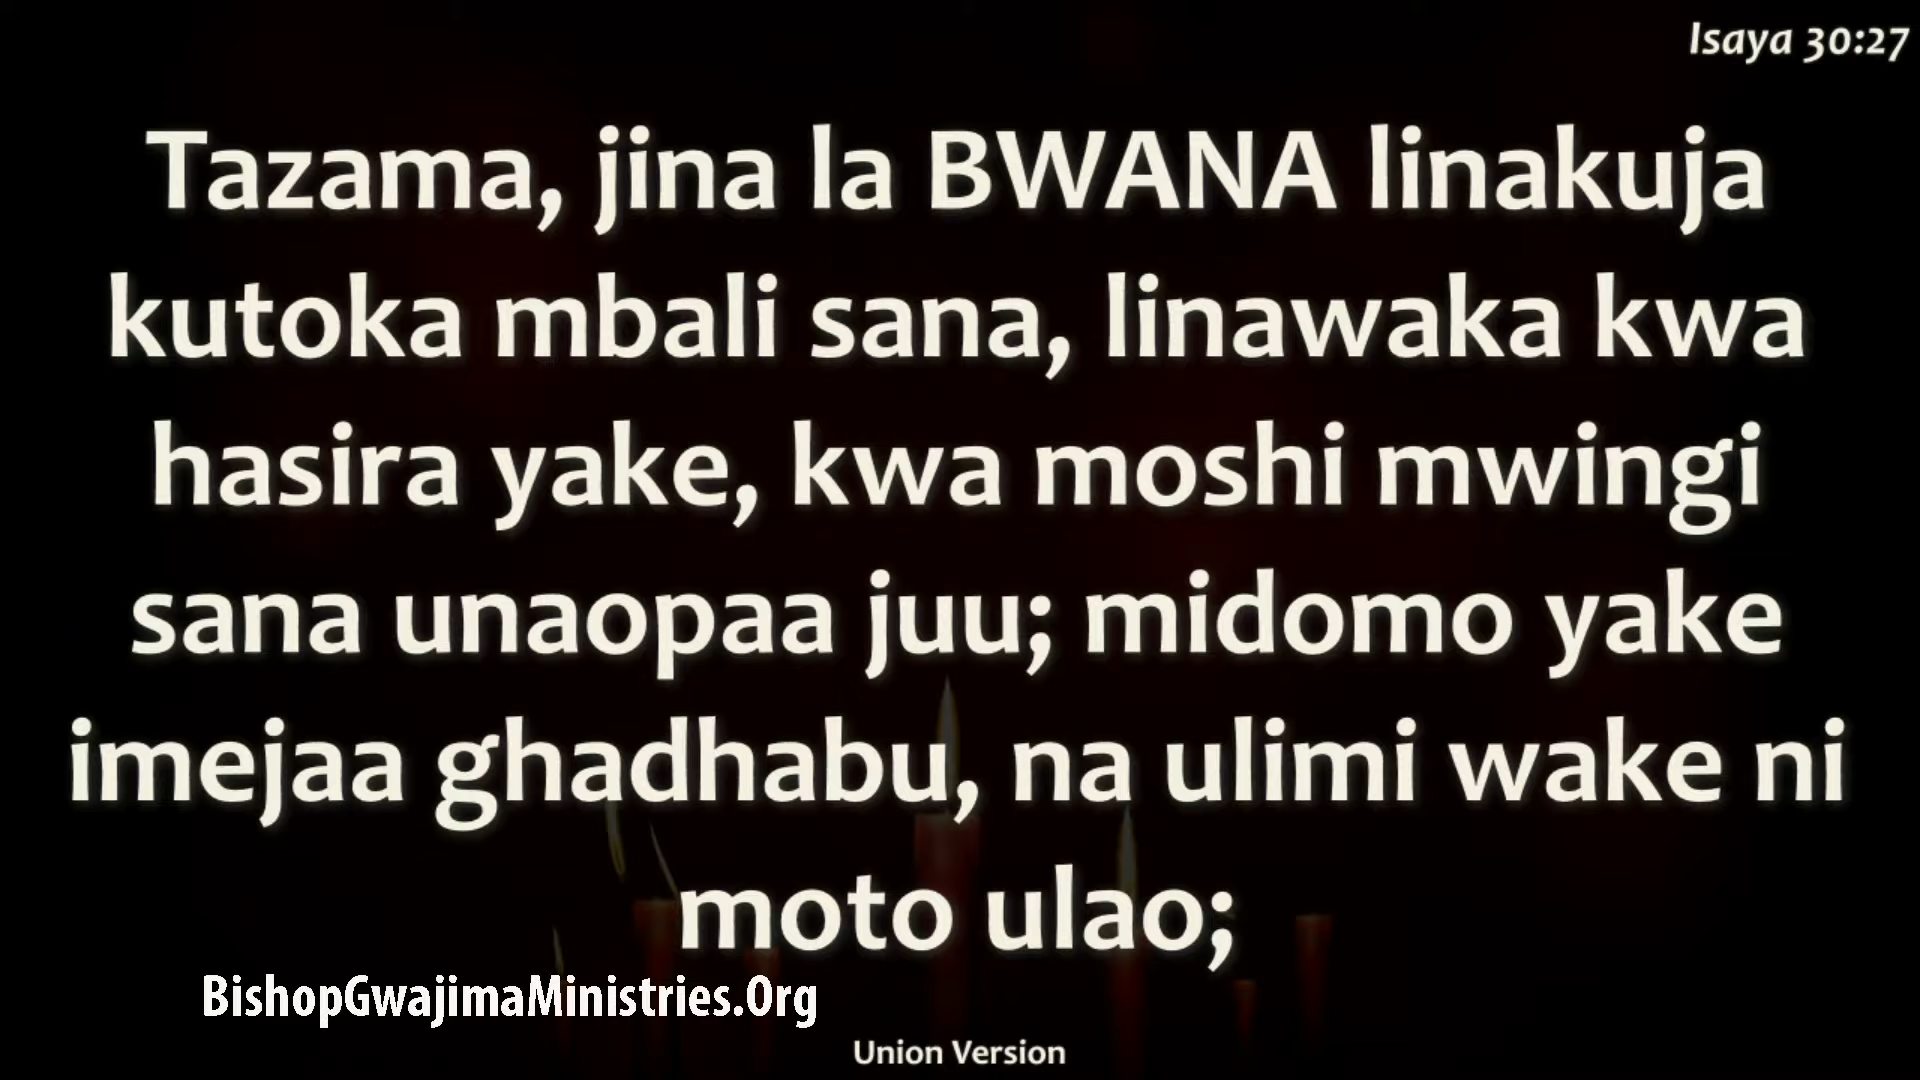 Isaya 30:27
Tazama, jina la BWANA linakuja
kutoka mbali sana, linawaka kwa
hasira yake, kwa moshi mwingi
sana unaopaa juu; midomo yake
imejaa ghadhabu, na ulimi wake ni
moto ulao;
BishopGwajimaMinistries.Org
Union Version